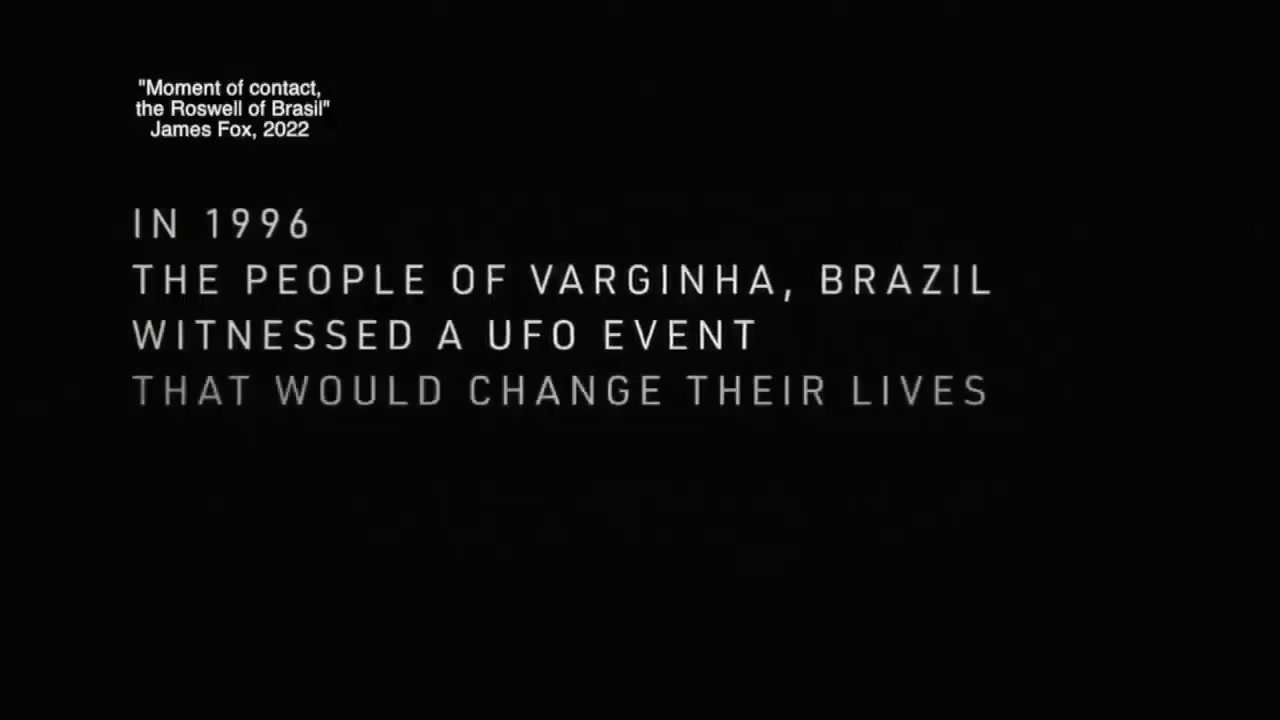 "Moment of contact,
the Roswell of Brasil"
James Fox, 2022
IN 1996
THE PEOPLE OF VARGINHA, BRAZIL
WITNESSED A UFO EVENT
THAT WOULD CHANGE THEIR LIVES